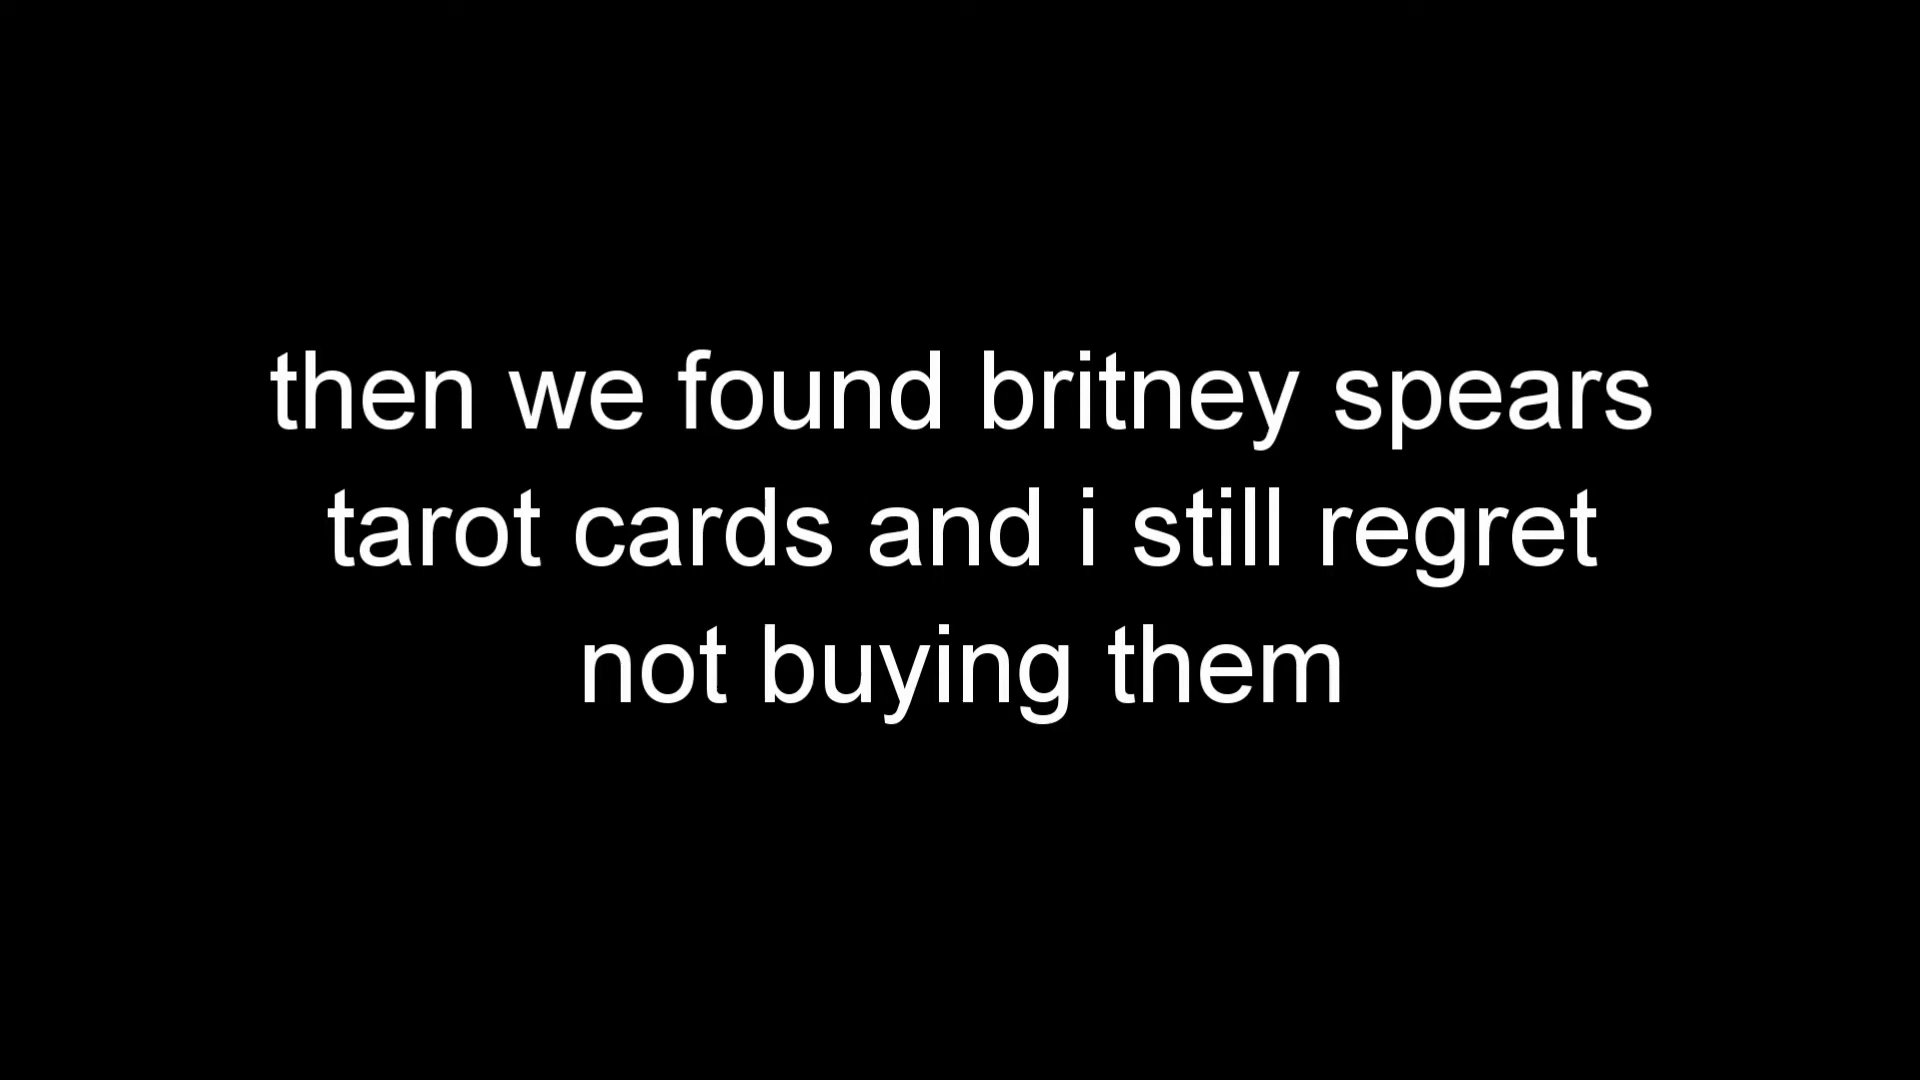 then we found britney spears
tarot cards and i still regret
not buying them